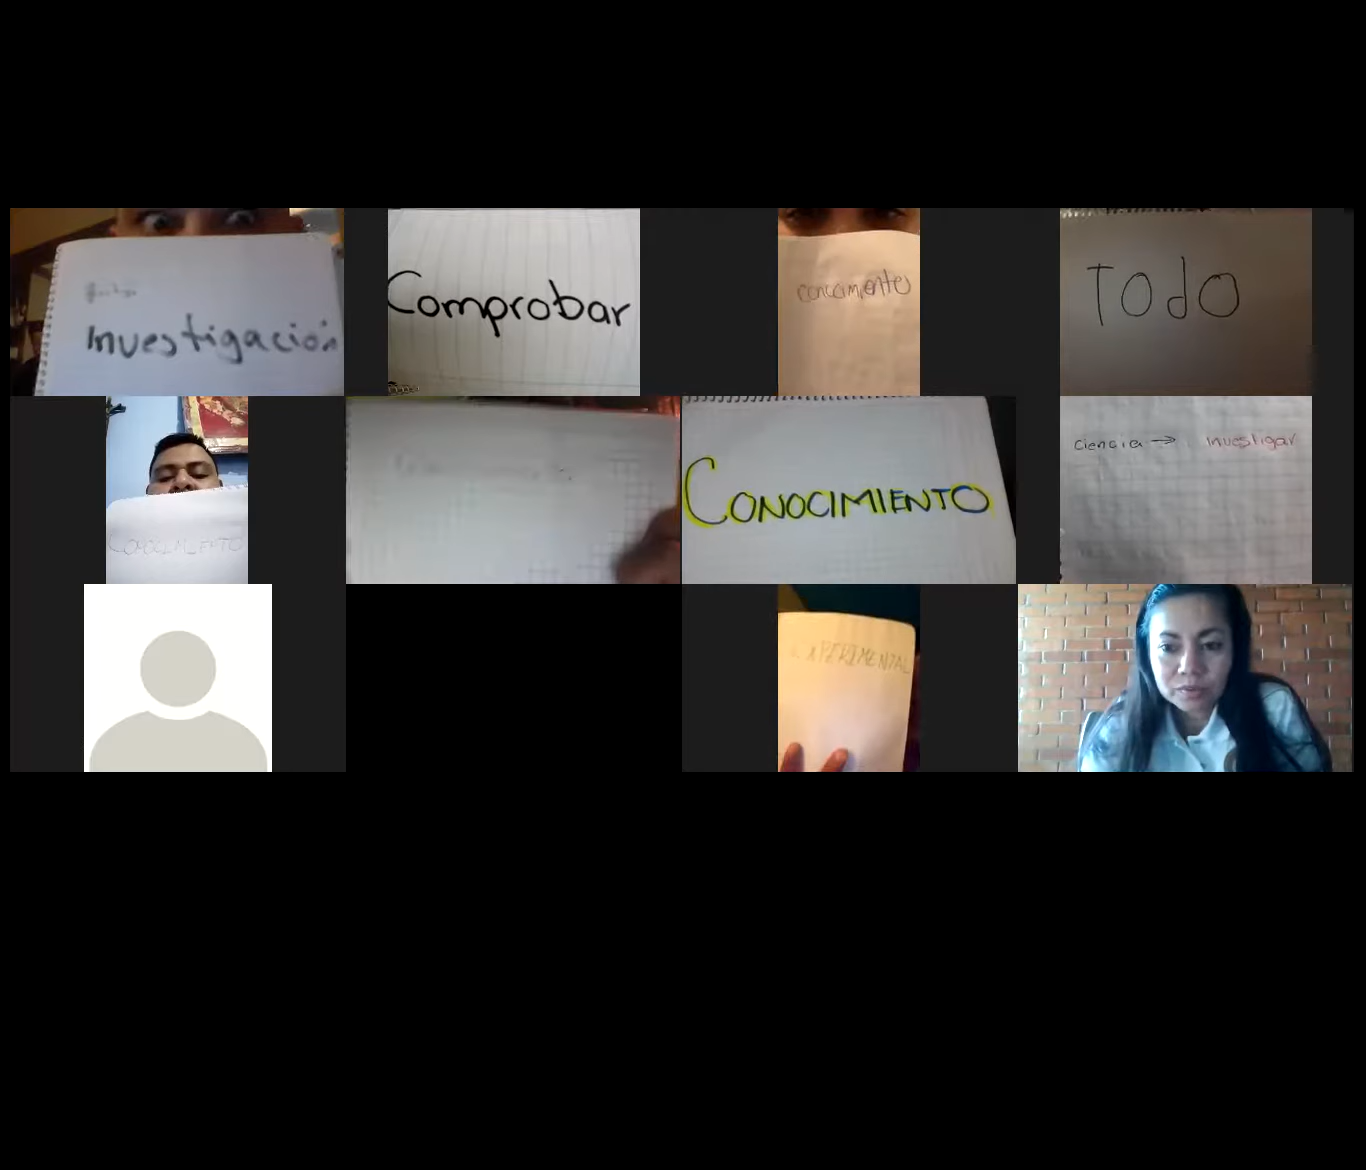 Investigación
Comprobar
conocimiento
TOdO
CONOCIMIENTO
CONOCIMIENTO
ciencia → investigar
EXPERIMENTAL